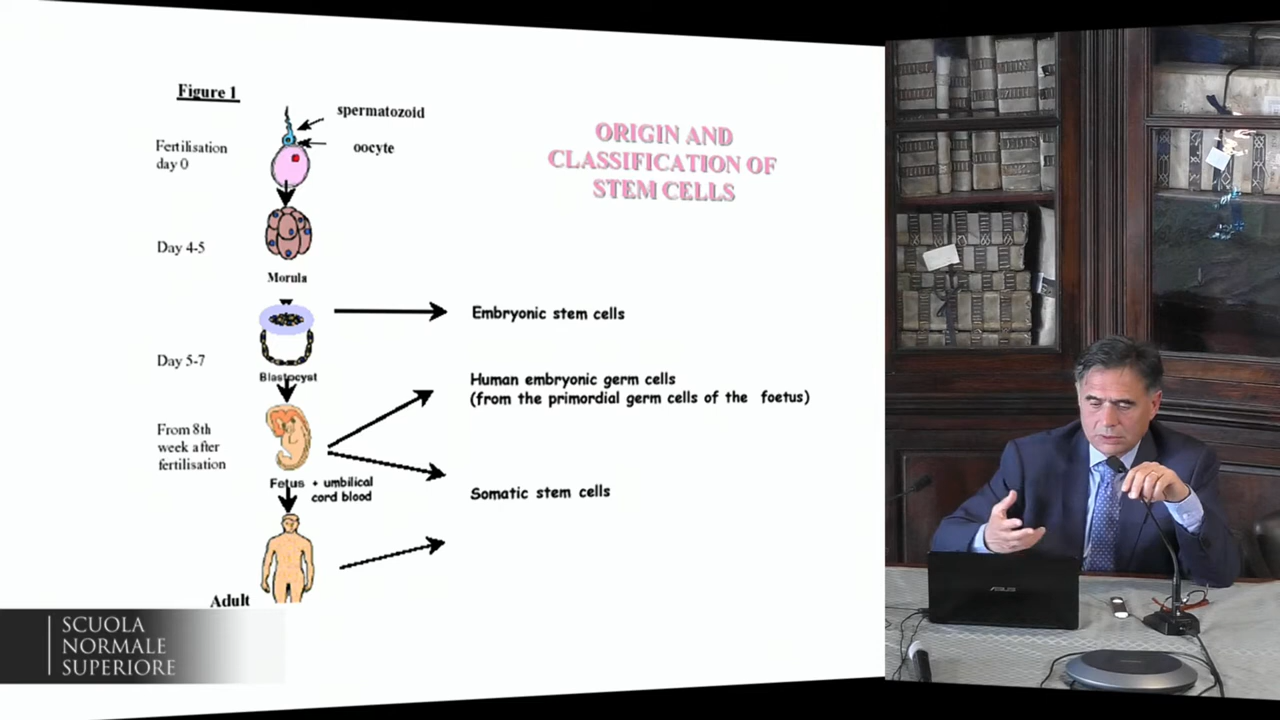 Figure 1
spermatozoid
Fertilisation
day 0
oocyte
ORIGIN AND
CLASSIFICATION OF
STEM CELLS
Day 4-5
Morula
Embryonic stem cells
Day 5-7
Blastocyst
Human embryonic germ cells
(from the primordial germ cells of the foetus)
From 8th
week after
fertilisation
Fetus + umbilical
cord blood
Somatic stem cells
Adult
SCUOLA
NORMALE
SUPERIORE
ASUS